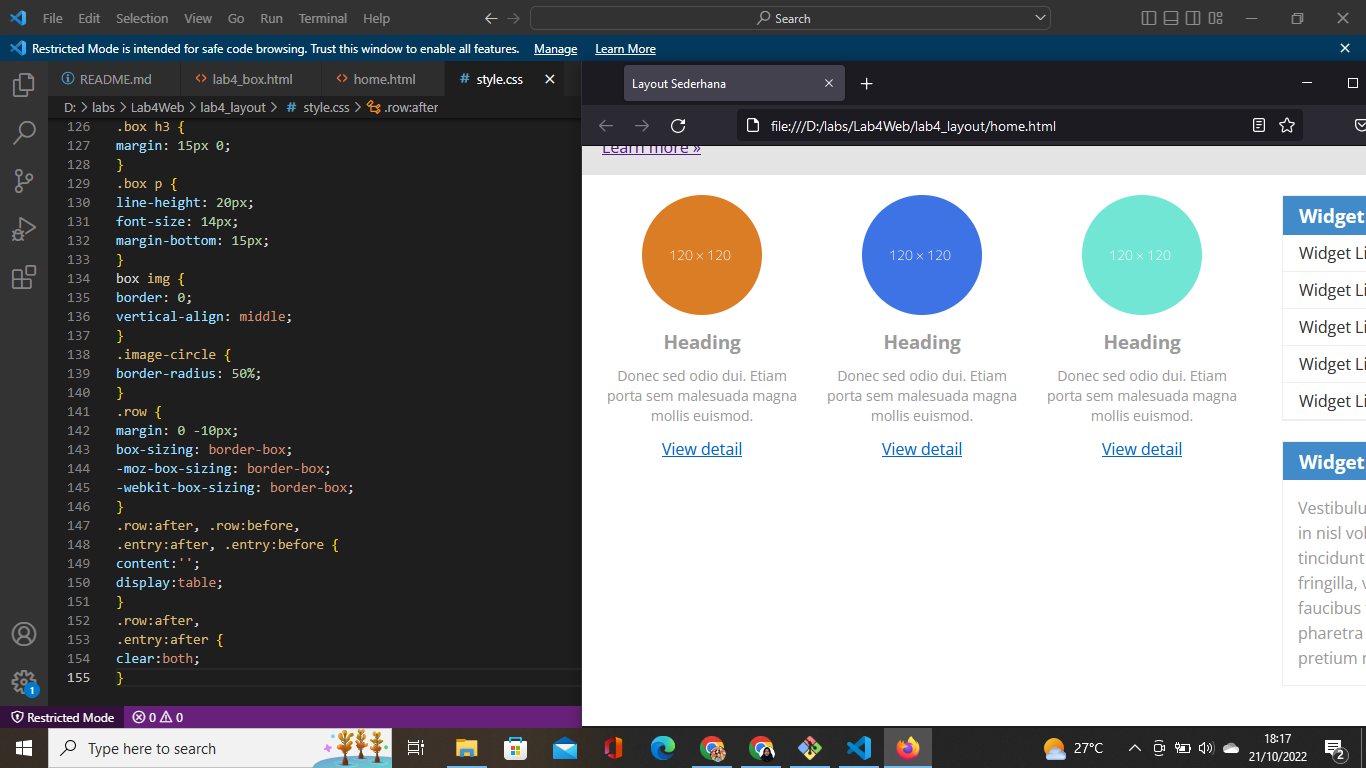 File Edit Selection View Go Run Terminal Help
Search
Restricted Mode is intended for safe code browsing. Trust this window to enable all features. Manage Learn More
README.md lab4_box.html home.html # style.css
D: > labs > Lab4Web > lab4_layout > # style.css > .row:after
126 .box h3 {
127 margin: 15px 0;
128 }
129 .box p {
130 line-height: 20px;
131 font-size: 14px;
132 margin-bottom: 15px;
133 }
134 box img {
135 border: 0;
136 vertical-align: middle;
137 }
138 .image-circle {
139 border-radius: 50%;
140 }
141 .row {
142 margin: 0 -10px;
143 box-sizing: border-box;
144 -moz-box-sizing: border-box;
145 -webkit-box-sizing: border-box;
146 }
147 .row:after, .row:before,
148 .entry:after, .entry:before {
149 content:'';
150 display:table;
151 }
152 .row:after,
153 .entry:after {
154 clear:both;
155 }
1
Restricted Mode 0 0
Layout Sederhana
file:///D:/labs/Lab4Web/lab4_layout/home.html
Learn more »
120 × 120
Heading
Donec sed odio dui. Etiam
porta sem malesuada magna
mollis euismod.
View detail
120 × 120
Heading
Donec sed odio dui. Etiam
porta sem malesuada magna
mollis euismod.
View detail
120 × 120
Heading
Donec sed odio dui. Etiam
porta sem malesuada magna
mollis euismod.
View detail
Widget
Widget Li
Widget Li
Widget Li
Widget Li
Widget Li
Widget
Vestibulu
in nisl vol
tincidunt
fringilla, v
faucibus
pharetra
pretium
Type here to search
27°C
18:17
21/10/2022
2